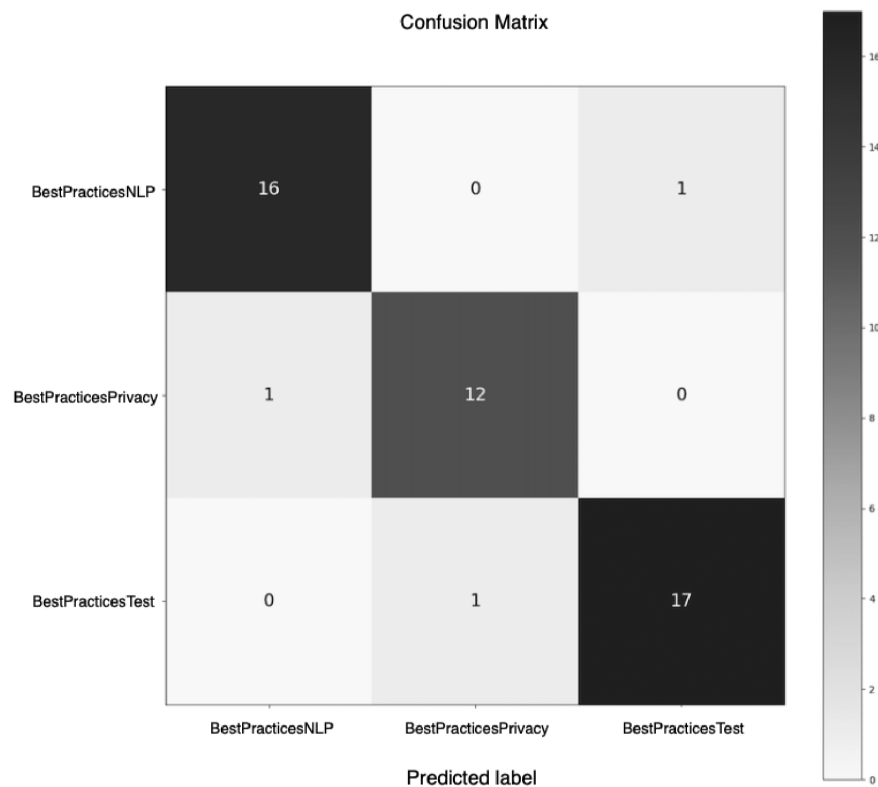 Confusion Matrix
BestPracticesNLP
16 0 1
BestPracticesPrivacy
1 12 0
BestPracticesTest
0 1 17
BestPracticesNLP BestPracticesPrivacy BestPracticesTest
Predicted label
16
14
12
10
8
6
4
2
0